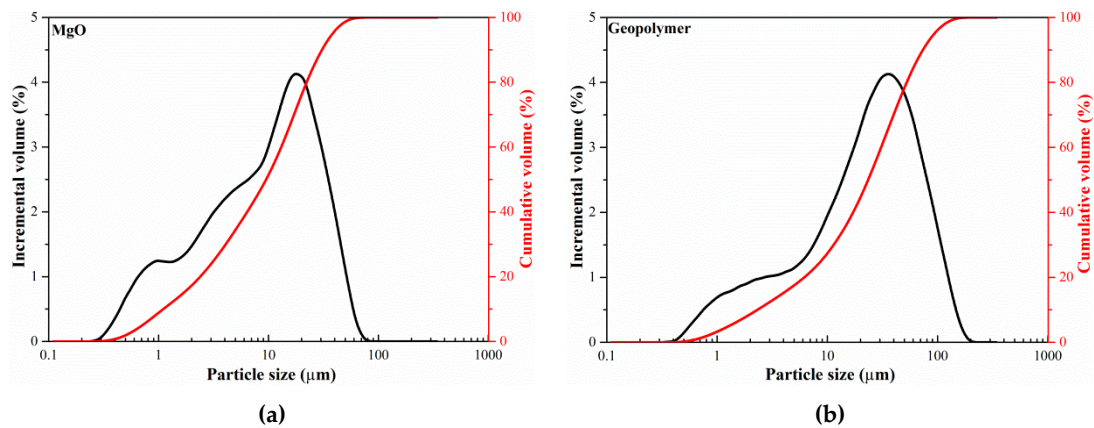 MgO
Incremental volume (%)
5
4
3
2
1
0
0.1 1 10 100 1000
Particle size (µm)
100
80
60
40
20
0
Cumulative volume (%)
(a)
Geopolymer
Incremental volume (%)
5
4
3
2
1
0
0.1 1 10 100 1000
Particle size (µm)
100
80
60
40
20
0
Cumulative volume (%)
(b)